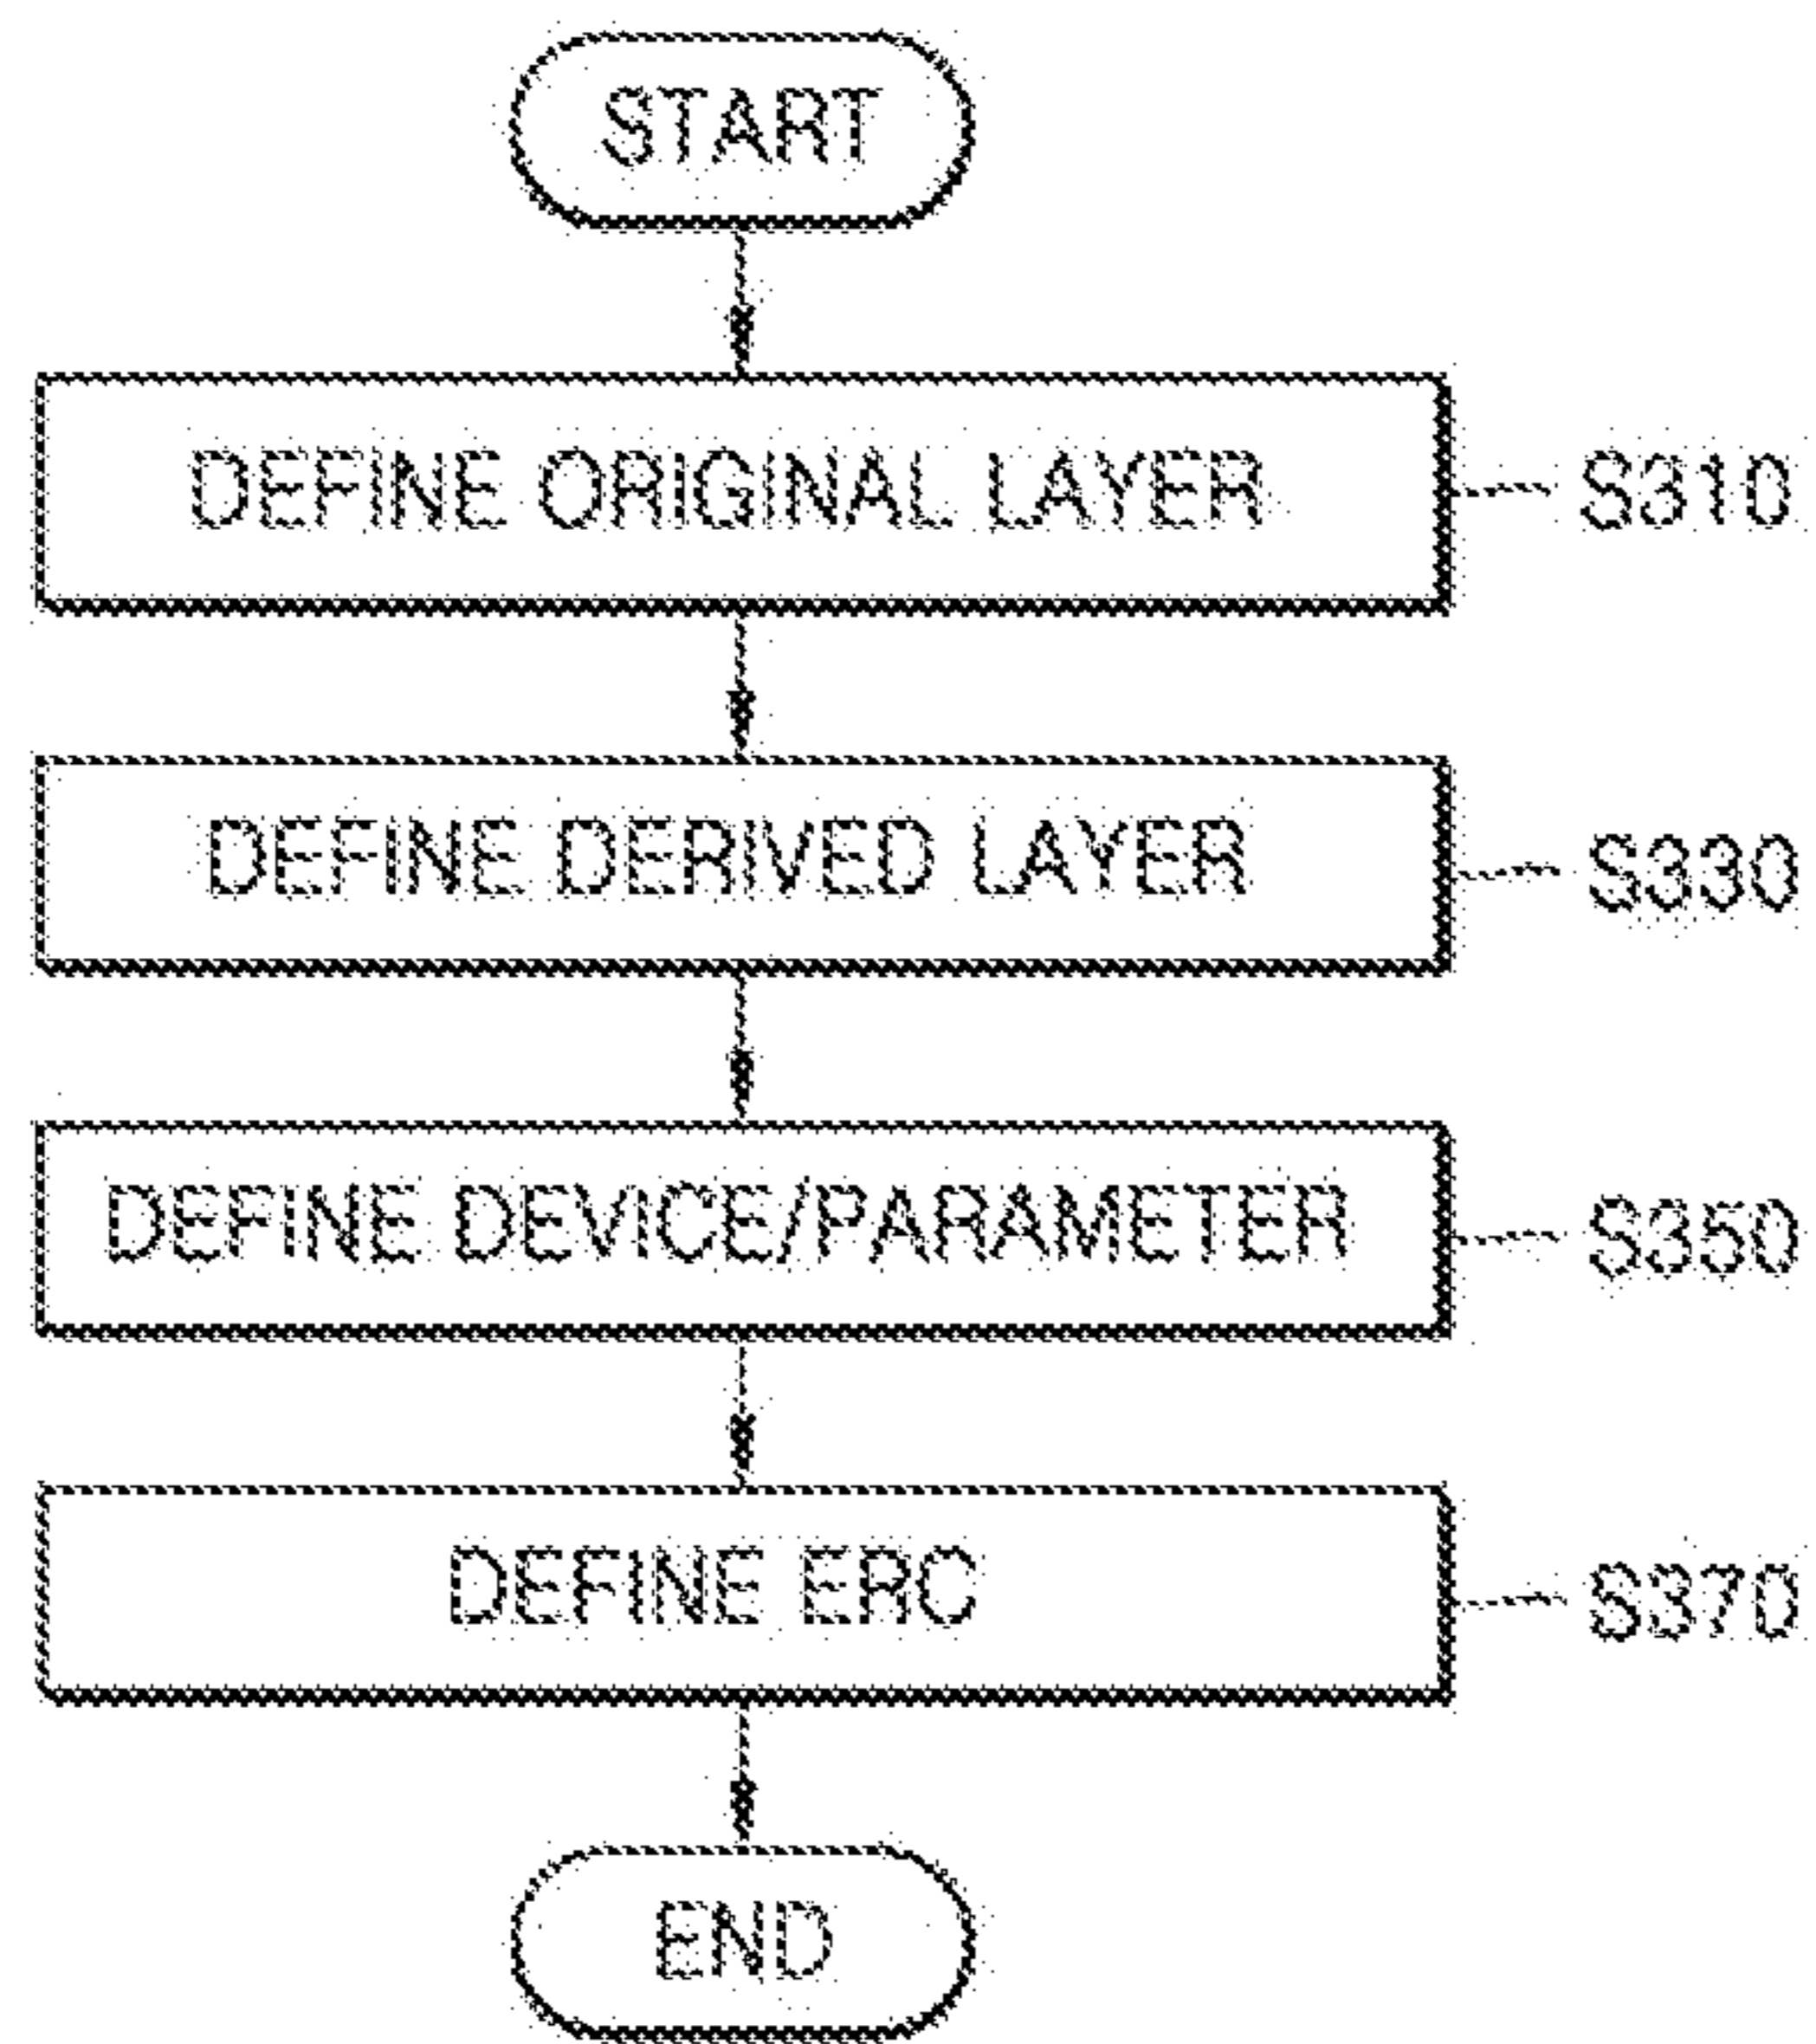 START
DEFINE ORIGINAL LAYER
S310
DEFINE DERIVED LAYER
S330
DEFINE DEVICE/PARAMETER
S350
DEFINE ERC
S370
END